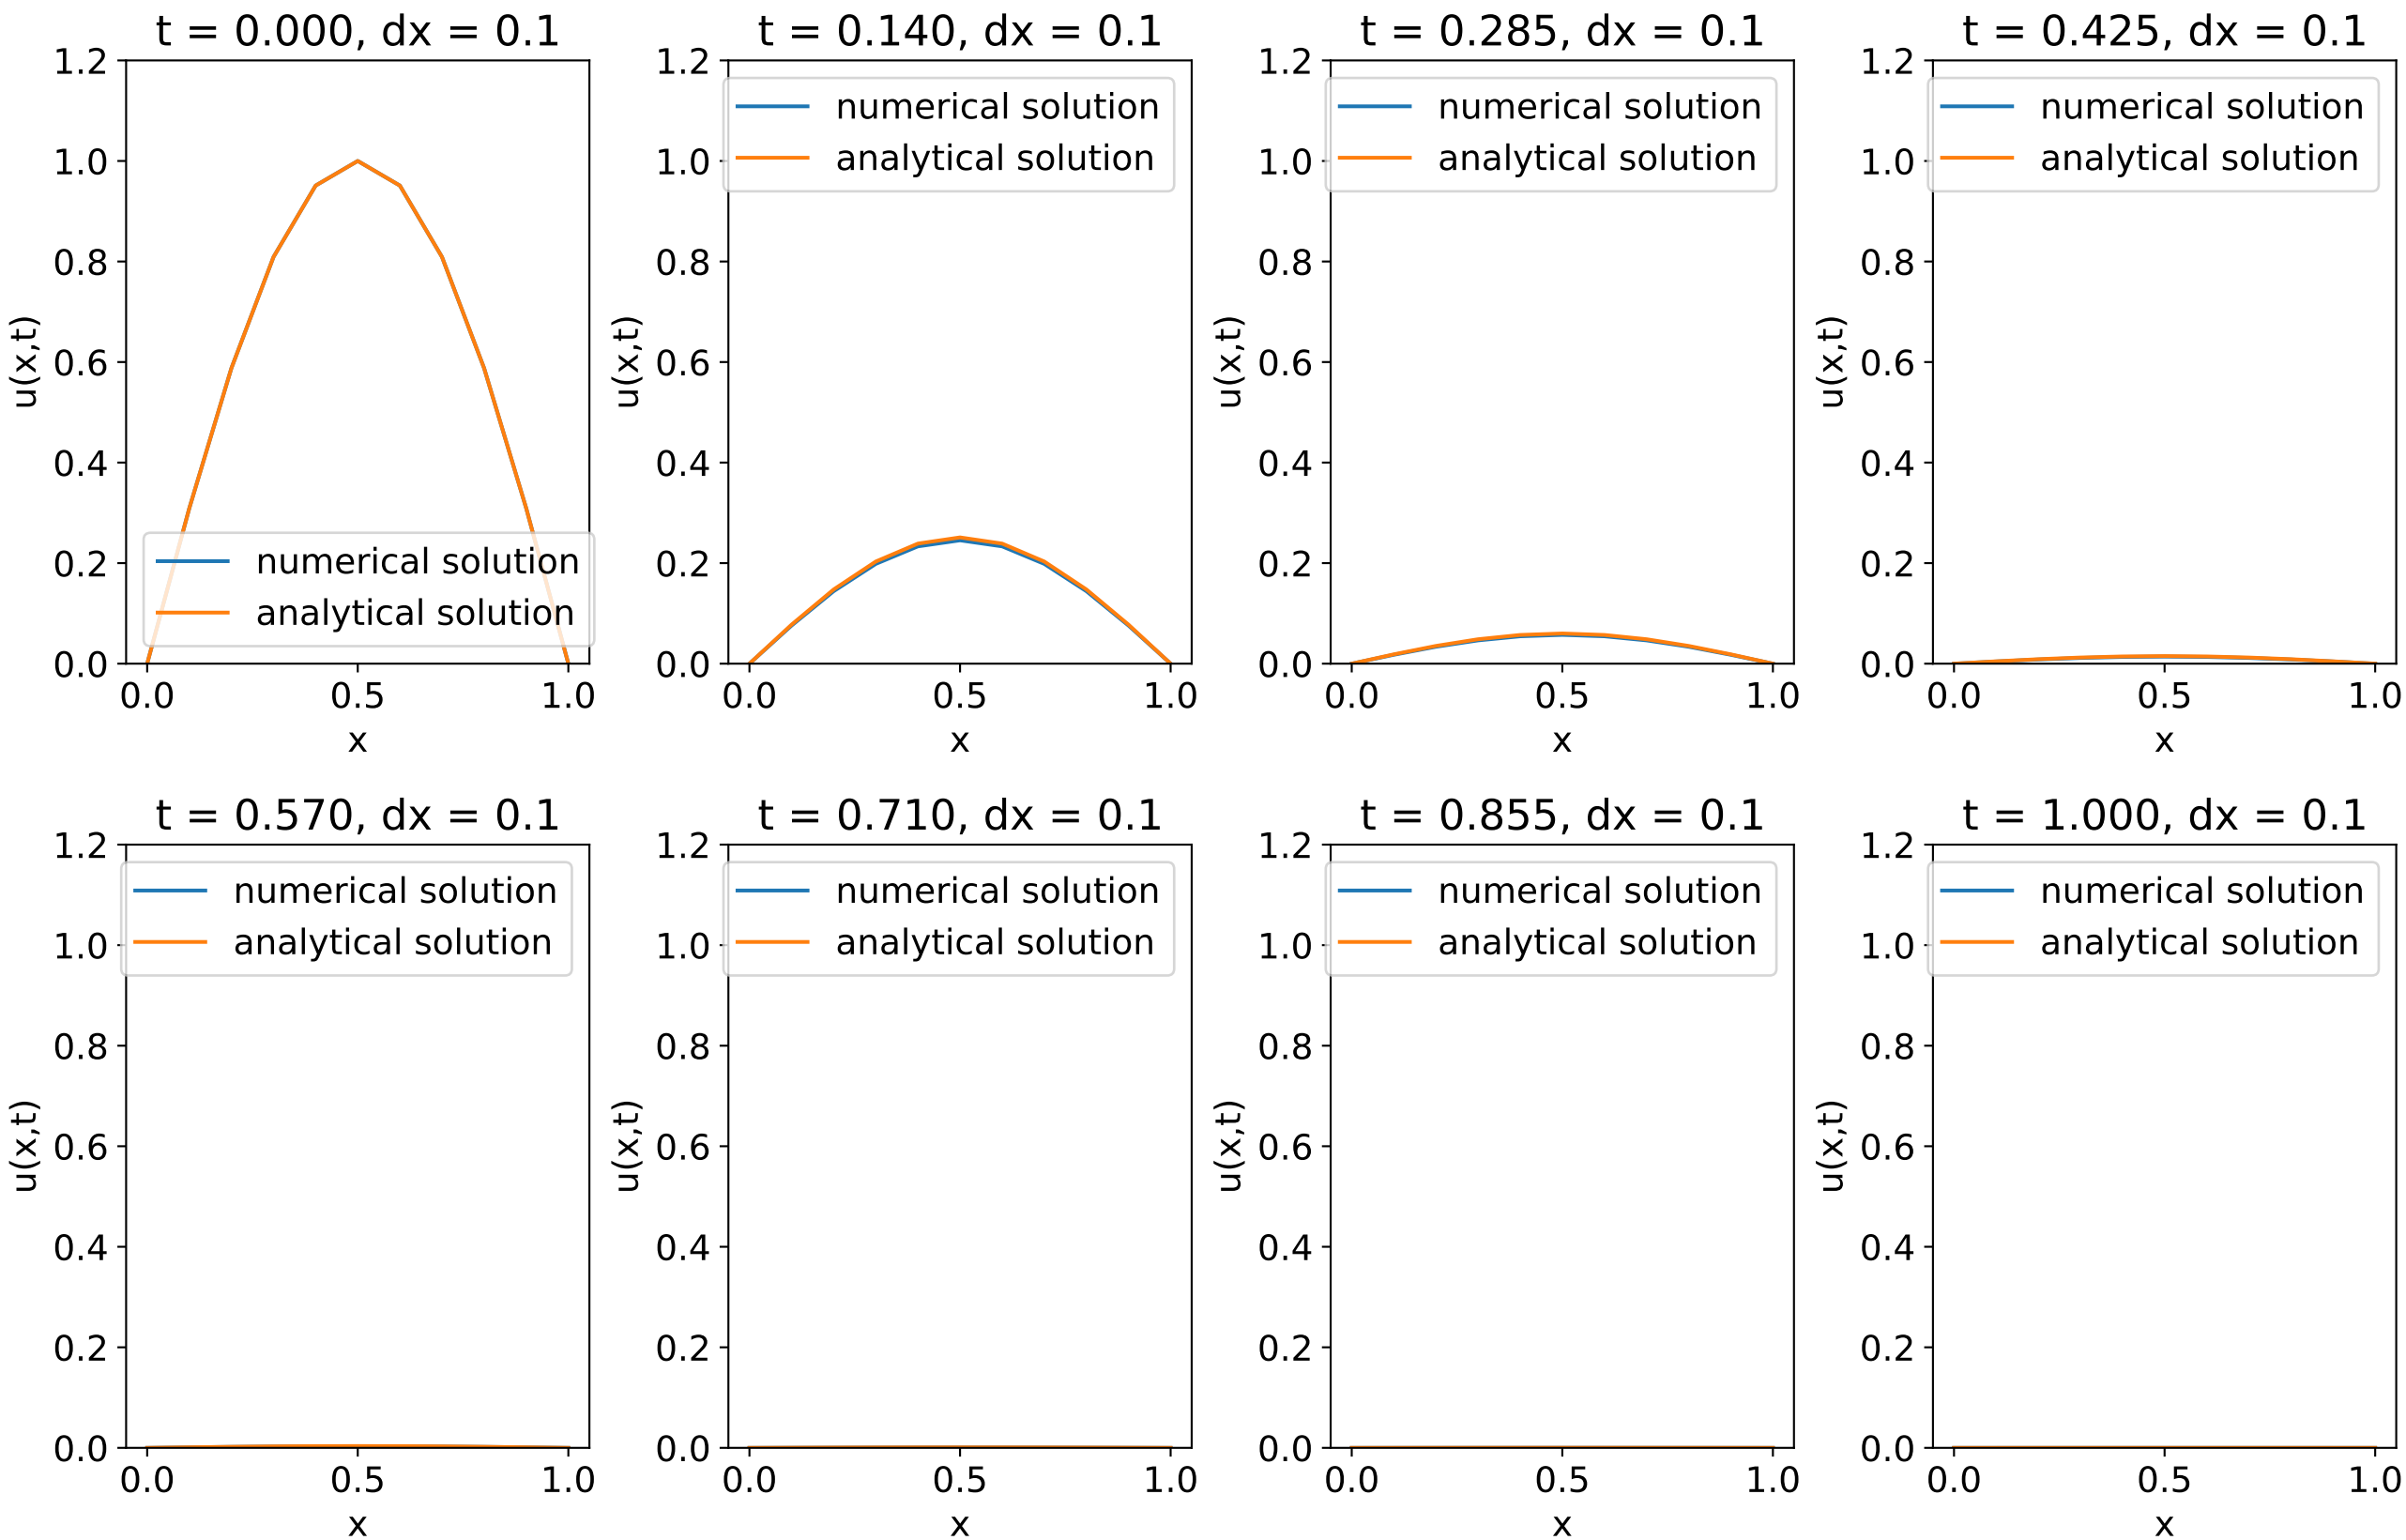 t = 0.000, dx = 0.1
1.2
1.0
0.8
0.6
0.4
0.2
0.0
u(x,t)
numerical solution
analytical solution
0.0 0.5 1.0
x
t = 0.140, dx = 0.1
1.2
1.0
0.8
0.6
0.4
0.2
0.0
u(x,t)
numerical solution
analytical solution
0.0 0.5 1.0
x
t = 0.285, dx = 0.1
1.2
1.0
0.8
0.6
0.4
0.2
0.0
u(x,t)
numerical solution
analytical solution
0.0 0.5 1.0
x
t = 0.425, dx = 0.1
1.2
1.0
0.8
0.6
0.4
0.2
0.0
u(x,t)
numerical solution
analytical solution
0.0 0.5 1.0
x
t = 0.570, dx = 0.1
1.2
1.0
0.8
0.6
0.4
0.2
0.0
u(x,t)
numerical solution
analytical solution
0.0 0.5 1.0
x
t = 0.710, dx = 0.1
1.2
1.0
0.8
0.6
0.4
0.2
0.0
u(x,t)
numerical solution
analytical solution
0.0 0.5 1.0
x
t = 0.855, dx = 0.1
1.2
1.0
0.8
0.6
0.4
0.2
0.0
u(x,t)
numerical solution
analytical solution
0.0 0.5 1.0
x
t = 1.000, dx = 0.1
1.2
1.0
0.8
0.6
0.4
0.2
0.0
u(x,t)
numerical solution
analytical solution
0.0 0.5 1.0
x